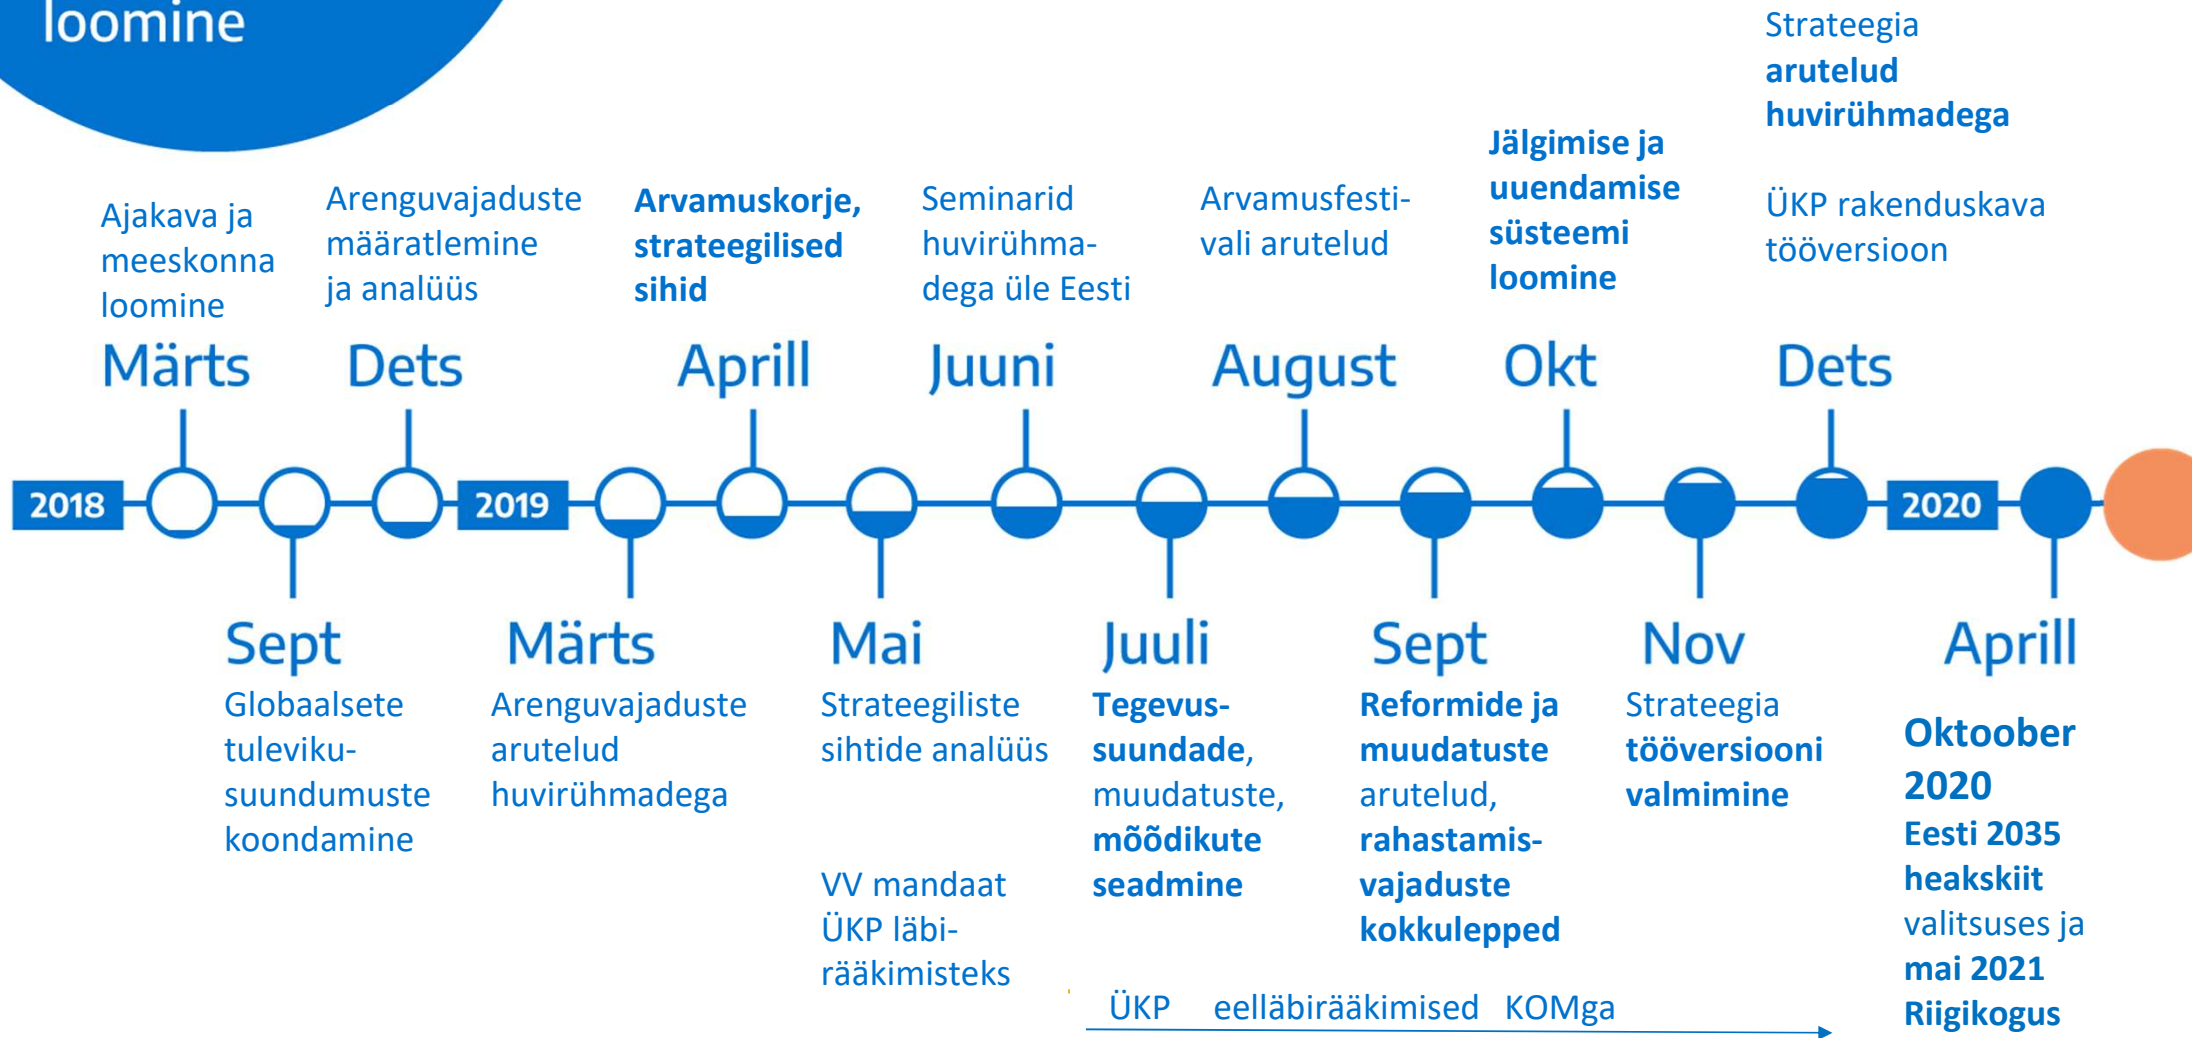 loomine
Strateegia
arutelud
huvirühmadega
ÜKP rakenduskava
tööversioon
Ajakava ja
meeskonna
loomine
Märts
Arenguvajaduste
määratlemine
ja analüüs
Dets
Arvamuskorje,
strateegilised
sihid
Aprill
Seminarid
huvirühma-
dega üle Eesti
Juuni
Arvamusfesti-
vali arutelud
August
Jälgimise ja
uuendamise
süsteemi
loomine
Okt
Dets
2018
2019
2020
Sept
Globaalsete
tuleviku-
suundumuste
koondamine
Märts
Arenguvajaduste
arutelud
huvirühmadega
Mai
Strateegiliste
sihtide analüüs
VV mandaat
ÜKP läbi-
rääkimisteks
Juuli
Tegevus-
suundade,
muudatuste,
mõõdikute
seadmine
Sept
Reformide ja
muudatuste
arutelud,
rahastamis-
vajaduste
kokkulepped
Nov
Strateegia
tööversiooni
valmimine
Aprill
Oktoober
2020
Eesti 2035
heakskiit
valitsuses ja
mai 2021
Riigikogus
ÜKP eelläbirääkimised KOMga